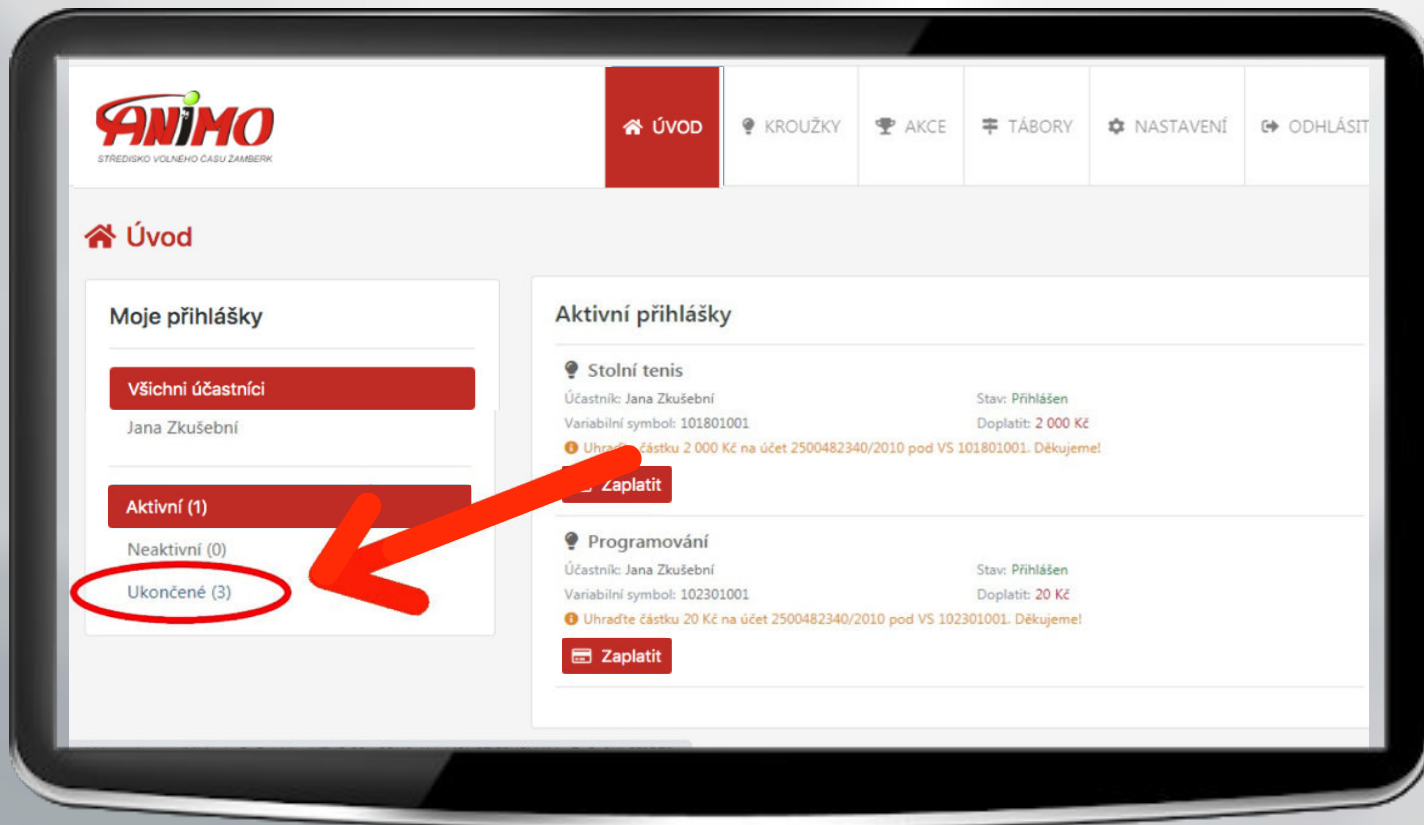 ANIMO
STŘEDISKO VOLNÉHO ČASU ŽAMBERK
ÚVOD
KROUŽKY
AKCE
TÁBORY
NASTAVENÍ
ODHLÁSIT
Úvod
Moje přihlášky
Všichni účastníci
Jana Zkušební
Aktivní (1)
Neaktivní (0)
Ukončené (3)
Aktivní přihlášky
Stolní tenis
Účastník: Jana Zkušební
Stav: Přihlášen
Variabilní symbol: 101801001
Doplatit: 2 000 Kč
Uhraďte částku 2 000 Kč na účet 2500482340/2010 pod VS 101801001. Děkujeme!
Zaplatit
Programování
Účastník: Jana Zkušební
Stav: Přihlášen
Variabilní symbol: 102301001
Doplatit: 20 Kč
Uhraďte částku 20 Kč na účet 2500482340/2010 pod VS 102301001. Děkujeme!
Zaplatit